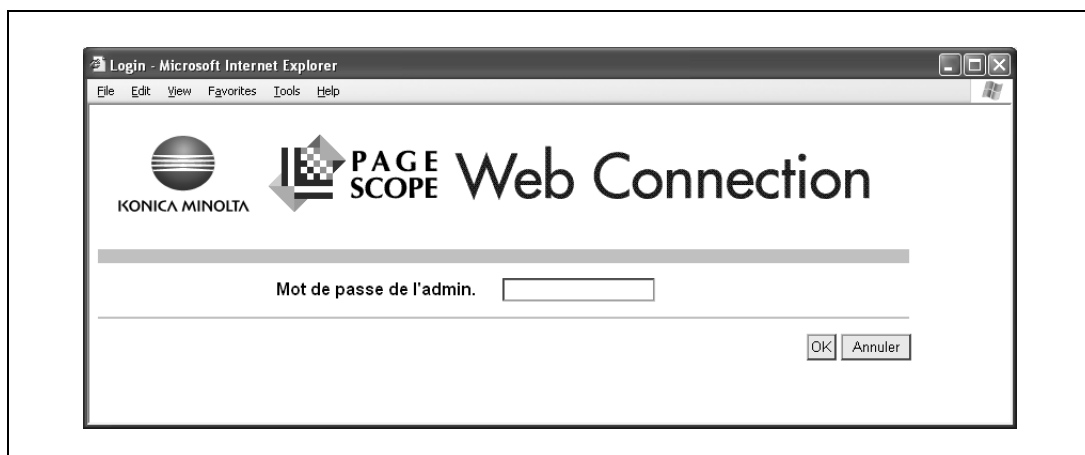 Login - Microsoft Internet Explorer
File Edit View Favorites Tools Help
KONICA MINOLTA
PAGE SCOPE Web Connection
Mot de passe de l'admin.
OK Annuler